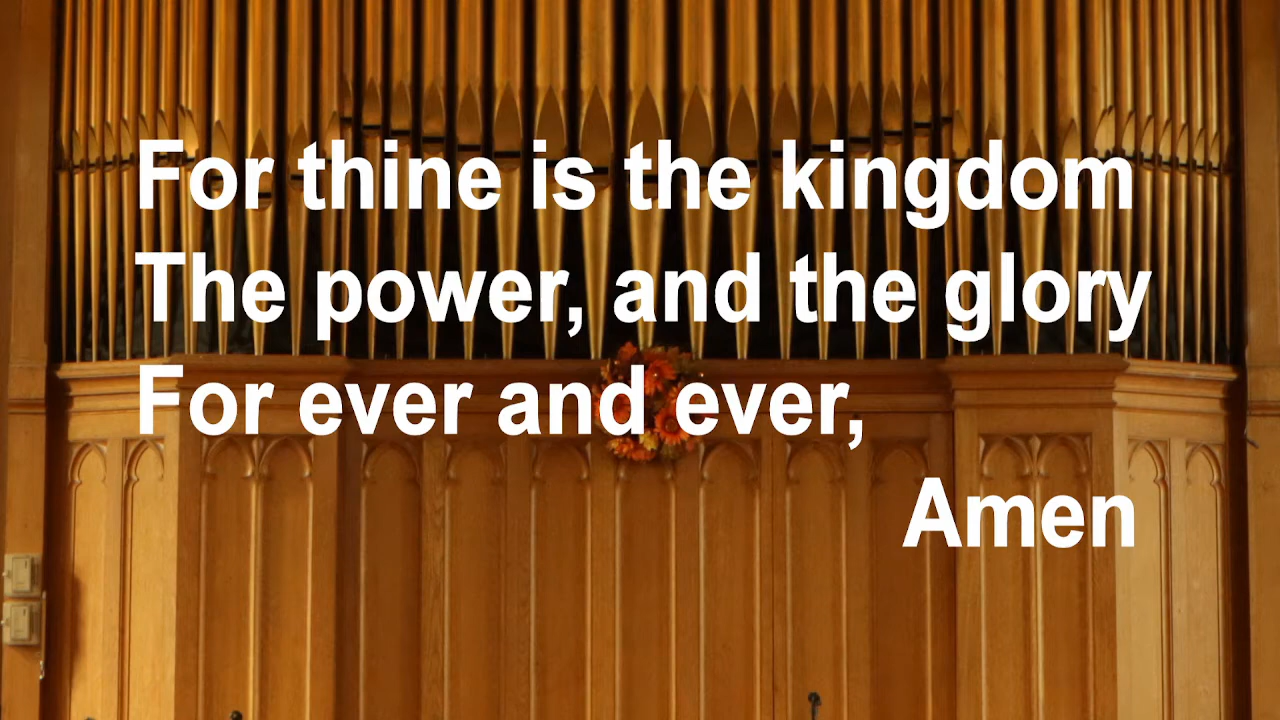 For thine is the kingdom
The power, and the glory
For ever and ever,
Amen